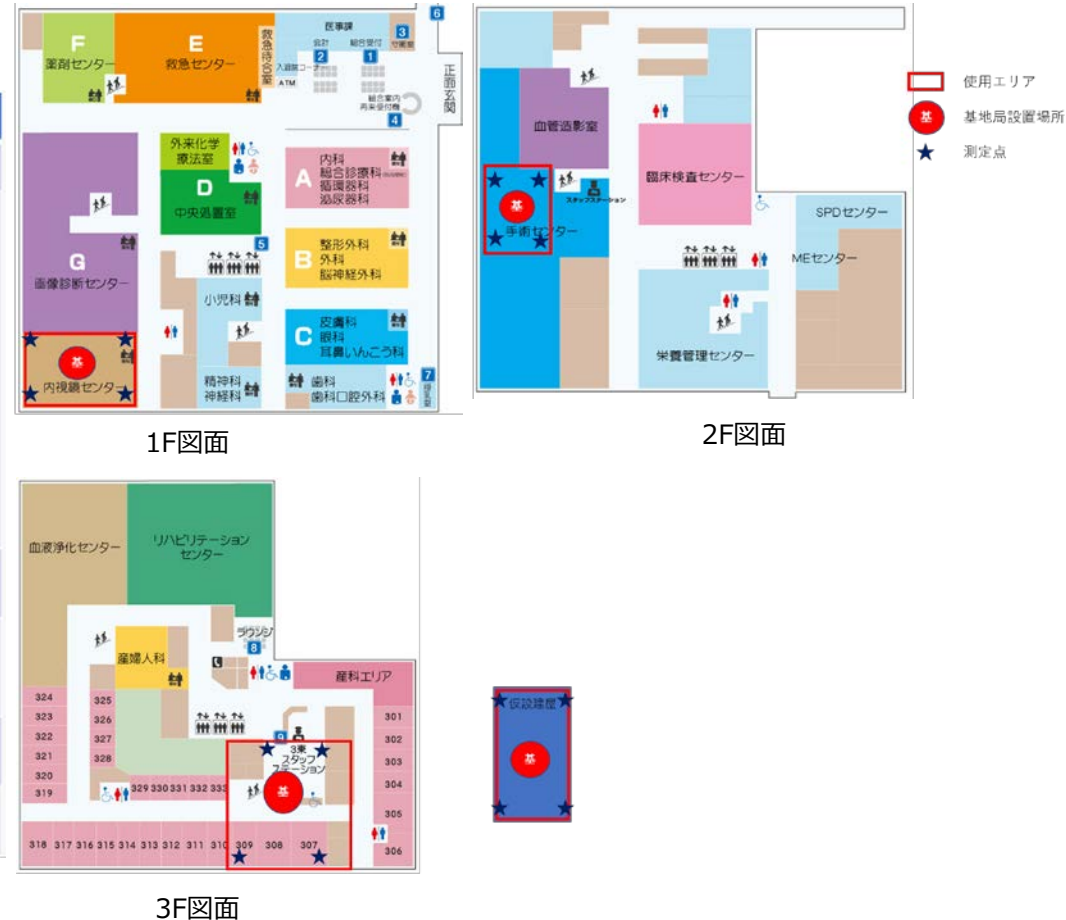 F
薬剤センター
E
救急センター
救急待合室
医事課
会計
総合受付
2
1
3
守衛室
6
入退院コーナー
ATM
正面玄関
総合案内
再来受付機
4
外来化学
療法室
D
中央処置室
A
内科
総合診療科
循環器科
泌尿器科
5
B
整形外科
外科
脳神経外科
G
画像診断センター
小児科
C
皮膚科
眼科
耳鼻いんこう科
基
内視鏡センター
精神科
神経科
歯科
歯科口腔外科
7
授乳室
1F図面
血管造影室
臨床検査センター
基
手術センター
スタッフステーション
SPDセンター
MEセンター
栄養管理センター
2F図面
使用エリア
基
基地局設置場所
測定点
血液浄化センター
リハビリテーション
センター
ラウンジ
8
産婦人科
産科エリア
324
323
322
321
320
319
325
326
327
328
329 330 331 332 333
9
3東
スタッフ
ステーション
基
301
302
303
304
305
306
318 317 316 315 314 313 312 311 310 309 308 307
3F図面
仮設建屋
基